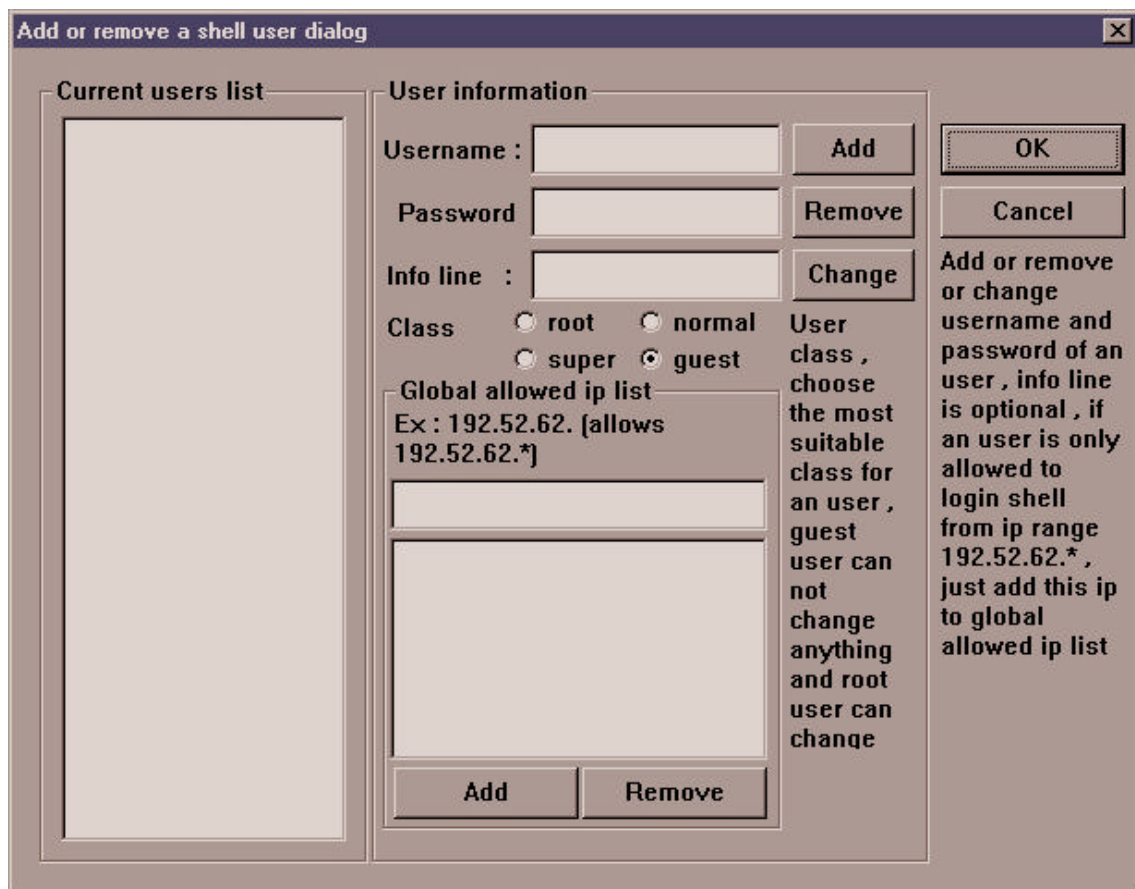 Add or remove a shell user dialog
Current users list
User information
Username :
Add
Password
Remove
Info line :
Change
Class
root
normal
super
guest
Global allowed ip list
Ex : 192.52.62. (allows
192.52.62.*)
Add
Remove
User
class ,
choose
the most
suitable
class for
an user ,
guest
user can
not
change
anything
and root
user can
change
OK
Cancel
Add or remove
or change
username and
password of an
user , info line
is optional , if
an user is only
allowed to
login shell
from ip range
192.52.62.* ,
just add this ip
to global
allowed ip list